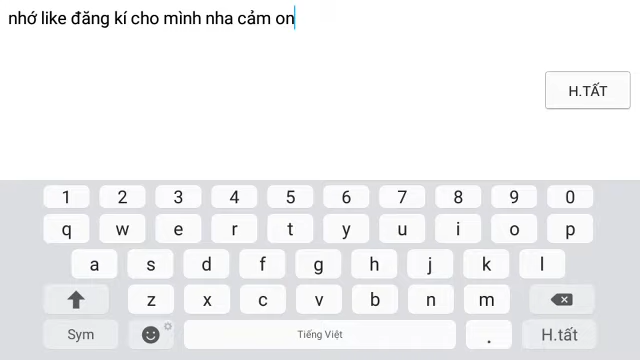 nhớ like đăng kí cho mình nha cảm on
H.TẤT
1 2 3 4 5 6 7 8 9 0
q w e r t y u i o p
a s d f g h j k l
z x c v b n m
Sym Tiếng Việt . H.tất